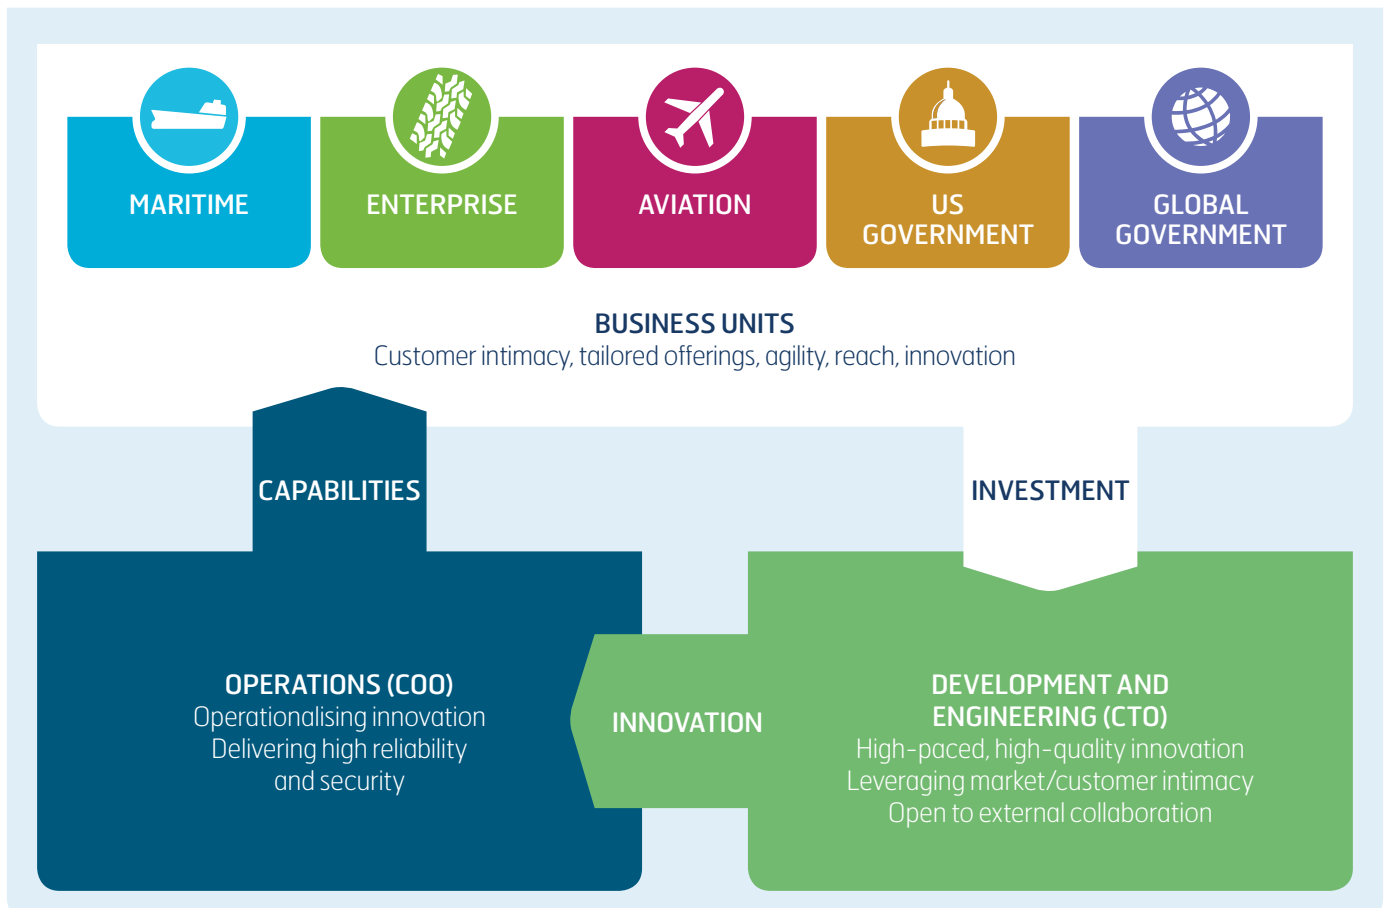 MARITIME
ENTERPRISE
AVIATION
US
GOVERNMENT
GLOBAL
GOVERNMENT
BUSINESS UNITS
Customer intimacy, tailored offerings, agility, reach, innovation
CAPABILITIES
INVESTMENT
OPERATIONS (COO)
Operationalising innovation
Delivering high reliability
and security
INNOVATION
DEVELOPMENT AND
ENGINEERING (CTO)
High-paced, high-quality innovation
Leveraging market/customer intimacy
Open to external collaboration